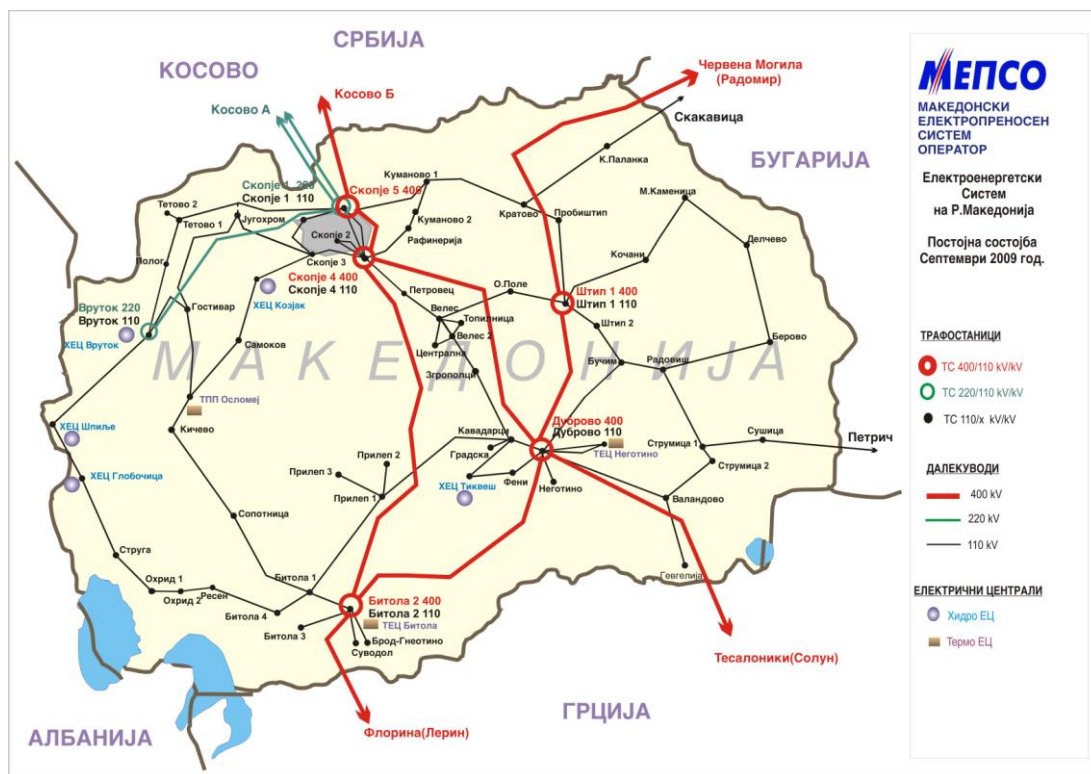 СРБИЈА
КОСОВО
Косово А
Косово Б
Червена Могила
(Радомир)
Скакавица
БУГАРИЈА
К.Паланка
М.Каменица
Куманово 1
Скопје 1 110
Скопје 5 400
Тетово 2
Тетово 1
Југохром
Куманово 2
Кратово
Пробиштип
Рафинерија
Скопје 2
Скопје 3
Делчево
Кочани
Полог
Скопје 4 400
Скопје 4 110
ХЕЦ Козјак
Петровец
О.Поле
Штип 1 400
Штип 1 110
Вруток 220
Вруток 110
Гостивар
ХЕЦ Вруток
Велес
Топилница
Велес 2
Штип 2
Самоков
Централна
Берово
МАКЕДОНИЈА
Згрополци
Бучим
Радовиш
ТПП Осломеј
Кичево
ХЕЦ Шпиље
Кавадарци
Дуброво 400
Дуброво 110
Струмица 1
Сушица
Петрич
Градска
ТЕЦ Неготино
Прилеп 2
Прилеп 3
ХЕЦ Глобочица
Струмица 2
ХЕЦ Тиквеш
Фени
Неготино
Прилеп 1
Валандово
Сопотница
Струга
Гевгелија
Охрид 1
Охрид 2
Ресен
Битола 1
Битола 2 400
Битола 2 110
Битола 4
ТЕЦ Битола
Битола 3
Брод-Гнеотино
Суводол
Тесалоники(Солун)
ГРЦИЈА
Флорина(Лерин)
АЛБАНИЈА
МЕПСО
МАКЕДОНСКИ
ЕЛЕКТРОПРЕНОСЕН
СИСТЕМ
ОПЕРАТОР
Електроенергетски
Систем
на Р.Македонија
Постојна состојба
Септември 2009 год.
ТРАФОСТАНИЦИ
ТС 400/110 kV/kV
ТС 220/110 kV/kV
ТС 110/x kV/kV
ДАЛЕКУВОДИ
400 kV
220 kV
110 kV
ЕЛЕКТРИЧНИ ЦЕНТРАЛИ
Хидро ЕЦ
Термо ЕЦ